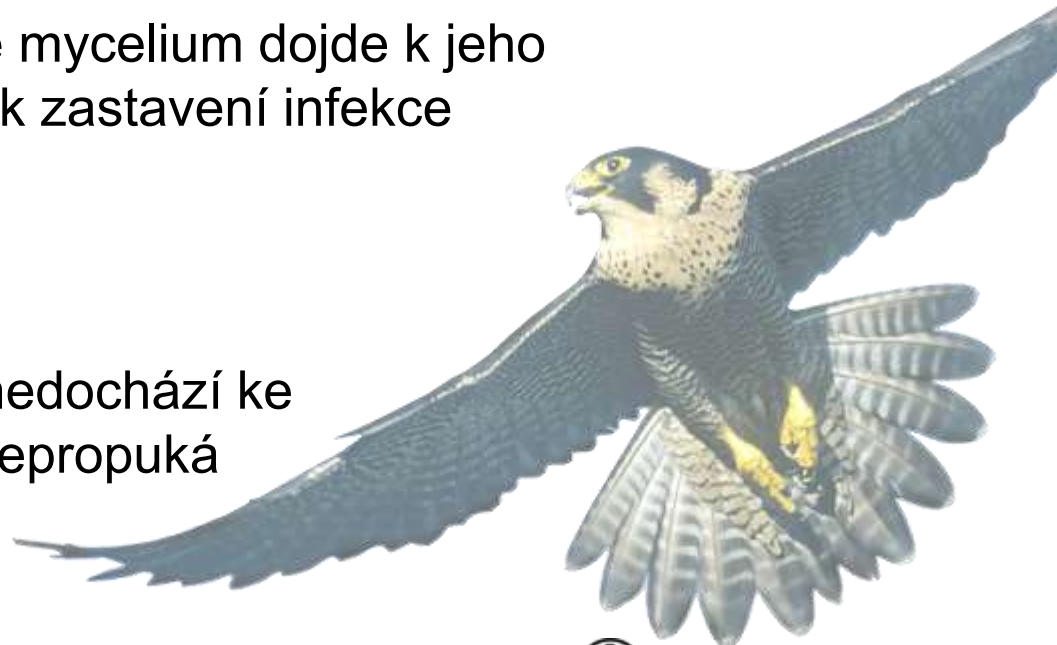 mycelium dojde k jeho
k zastavení infekce
nedochází ke
epropuká